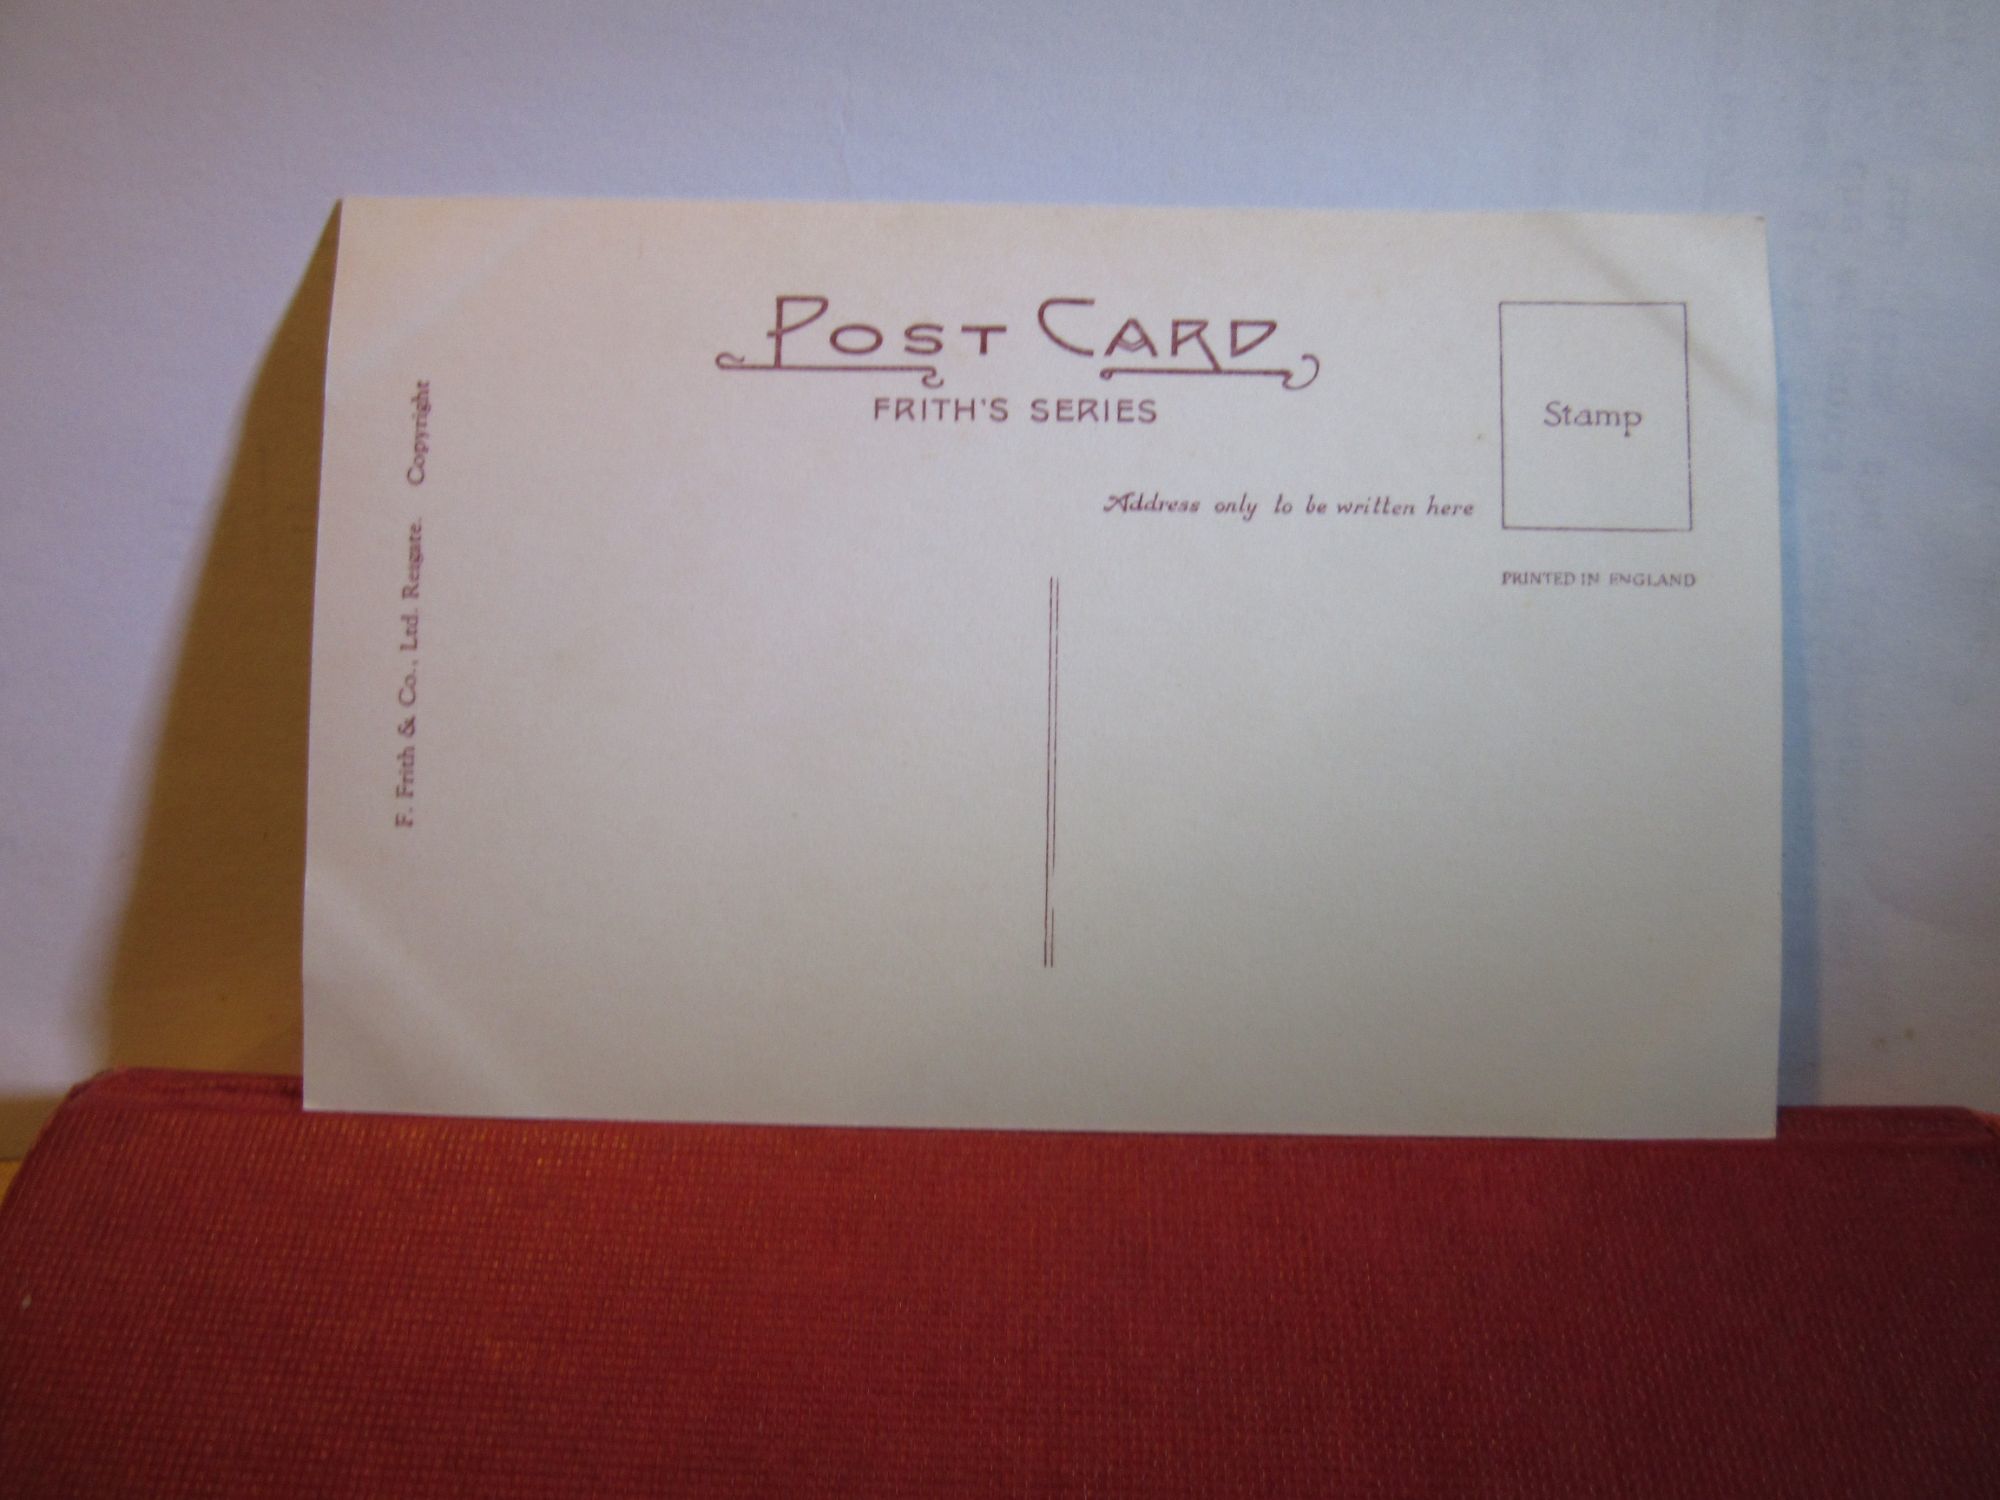 POST CARD
FRITH'S SERIES
Stamp
Address only to be written here
PRINTED IN ENGLAND
F. Frith & Co., Ltd. Reigate. Copyright